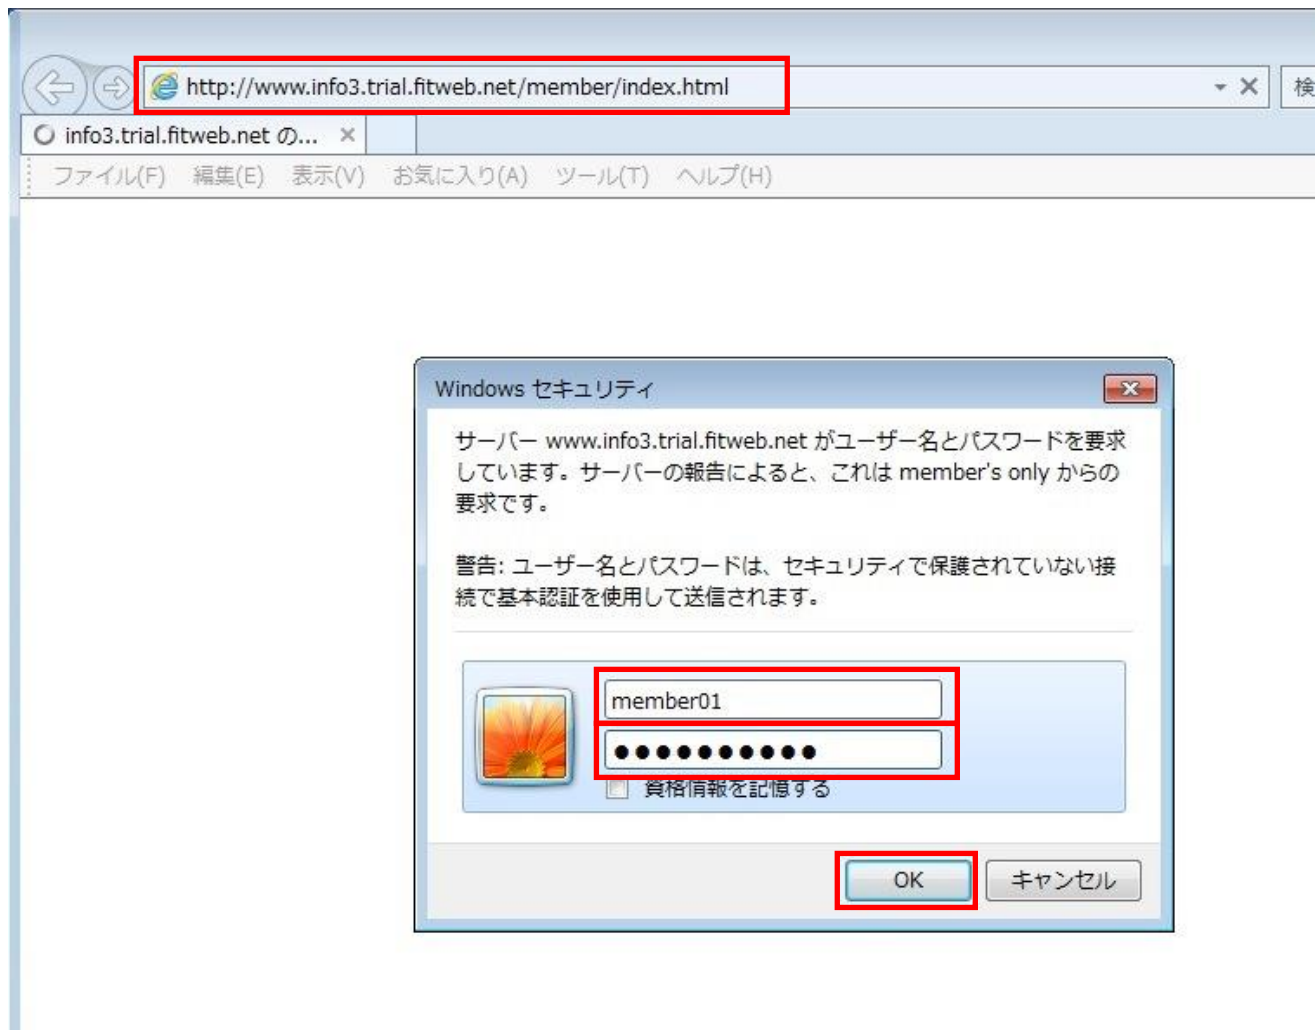 http://www.info3.trial.fitweb.net/member/index.html
検
info3.trial.fitweb.net の...
ファイル(F) 編集(E) 表示(V) お気に入り(A) ツール(T) ヘルプ(H)
Windows セキュリティ
サーバー www.info3.trial.fitweb.net がユーザー名とパスワードを要求
しています。サーバーの報告によると、これは member's only からの
要求です。
警告: ユーザー名とパスワードは、セキュリティで保護されていない接
続で基本認証を使用して送信されます。
member01
●●●●●●●●●●
資格情報を記憶する
OK キャンセル